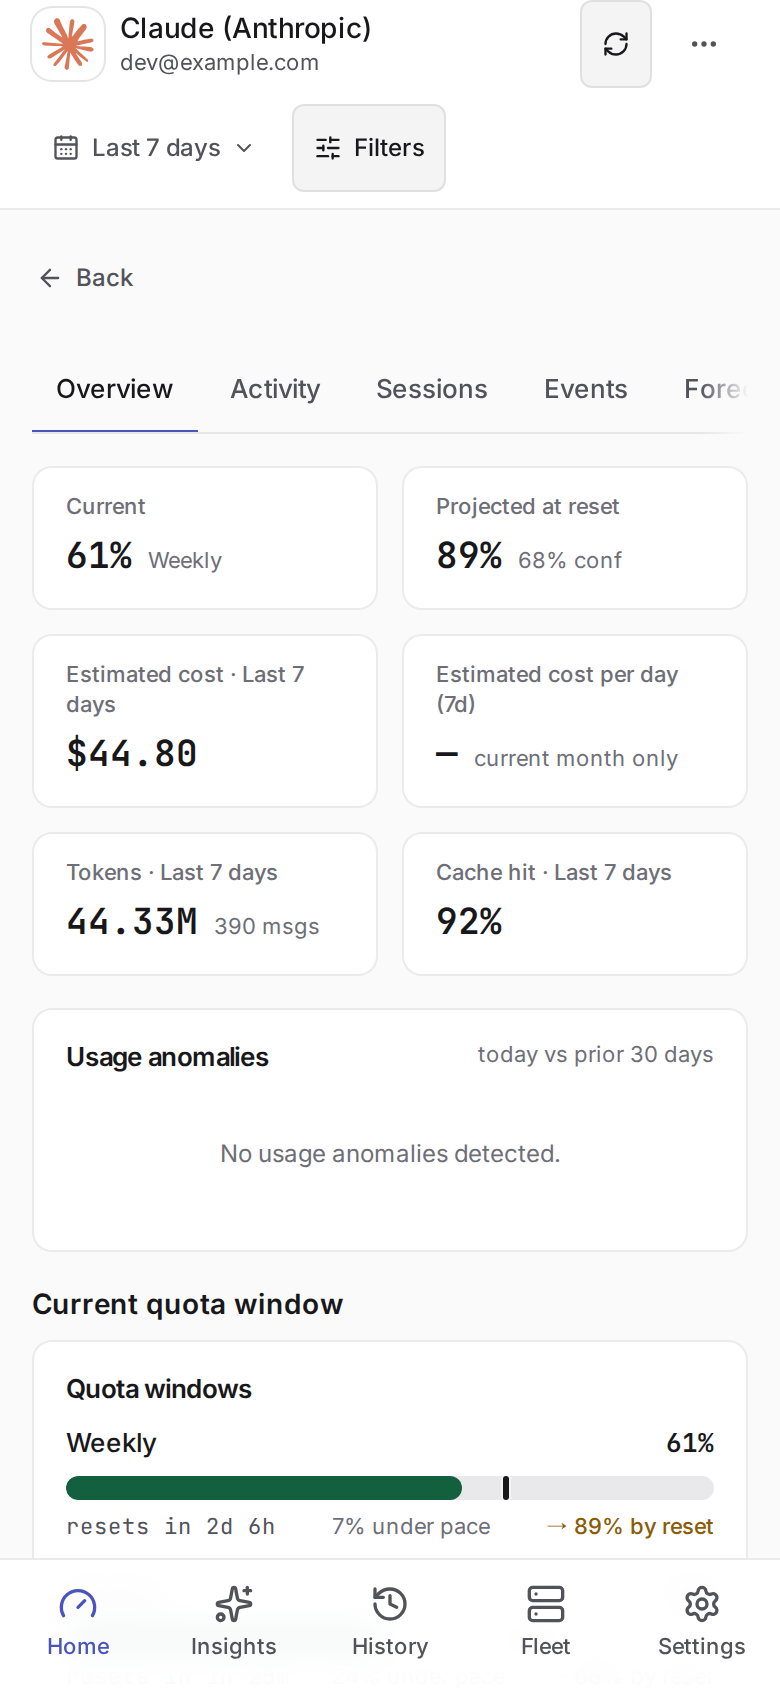 Claude (Anthropic)
dev@example.com
Last 7 days
Filters
Back
Overview Activity Sessions Events
Current
61% Weekly
Projected at reset
89% 68% conf
Estimated cost · Last 7
days
$44.80
Estimated cost per day
(7d)
— current month only
Tokens · Last 7 days
44.33M 390 msgs
Cache hit · Last 7 days
92%
Usage anomalies
today vs prior 30 days
No usage anomalies detected.
Current quota window
Quota windows
Weekly 61%
resets in 2d 6h 7% under pace → 89% by reset
Home Insights History Fleet Settings